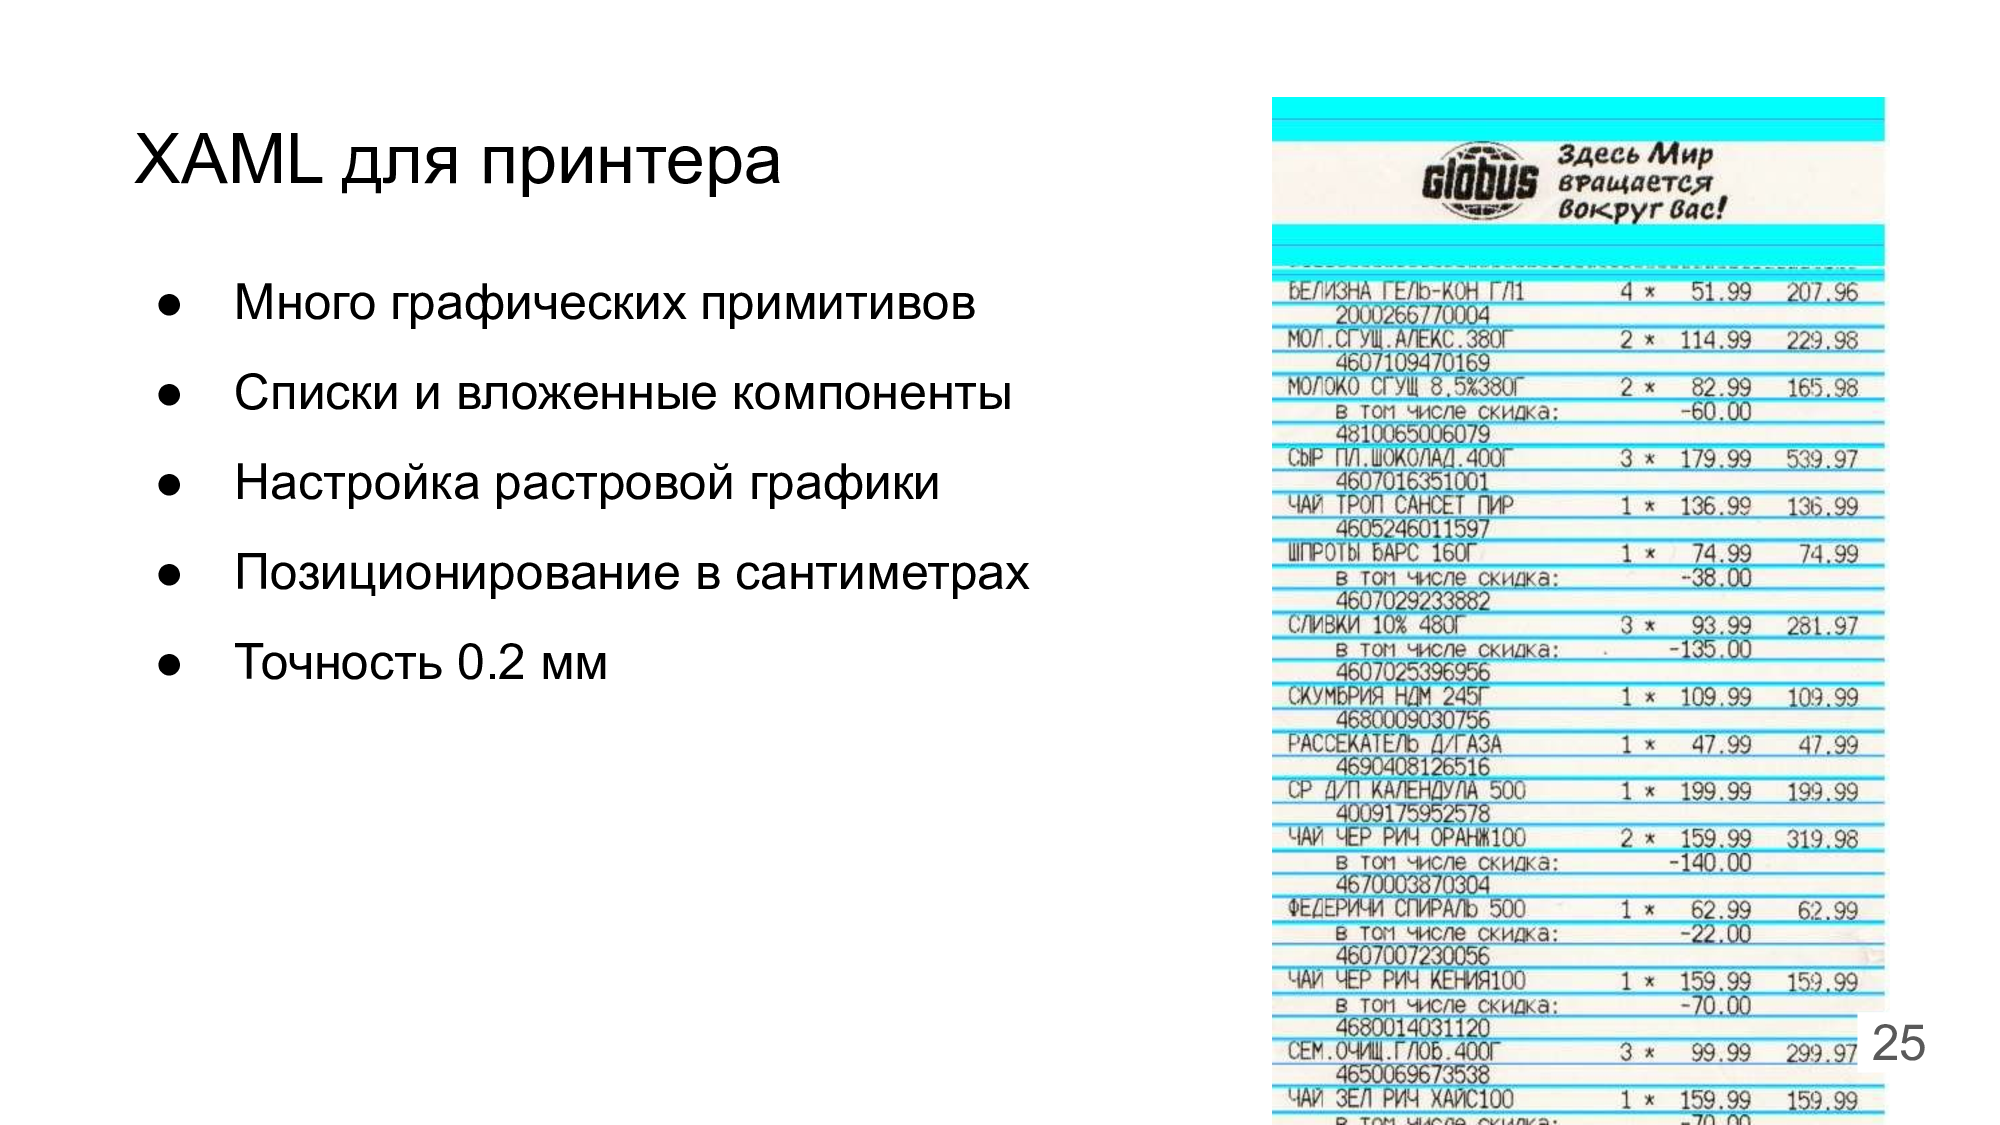 XAML для принтера
● Много графических примитивов
● Списки и вложенные компоненты
● Настройка растровой графики
● Позиционирование в сантиметрах
● Точность 0.2 мм
Globus
Здесь Мир
вращается
вокруг вас!
БЕЛИЗНА ГЕЛЬ-КОН ГЛ1 4 * 51.99 207.96
2000266770004
МОЛ.СГУЩ.АЛЕКС.380Г 2 * 114.99 229.98
4607109470169
МОЛОКО СГУЩ 8,5%380Г 2 * 82.99 165.98
в том числе скидка: -60.00
4810065006079
СЫР ПЛ.ШОКОЛАД.400Г 3 * 179.99 539.97
4607016351001
ЧАЙ ТРОП САНСЕТ ПИР 1 * 136.99 136.99
4605246011597
ШПРОТЫ БАРС 160Г 1 * 74.99 74.99
в том числе скидка: -38.00
4607029233882
СЛИВКИ 10% 480Г 3 * 93.99 281.97
в том числе скидка: -135.00
4607025396956
СКУМБРИЯ НДМ 245Г 1 * 109.99 109.99
4680009030756
РАССЕКАТЕЛЬ Д/ГАЗА 1 * 47.99 47.99
4690408126516
СР Д/П КАЛЕНДУЛА 500 1 * 199.99 199.99
4009175952578
ЧАЙ ЧЕР РИЧ ОРАНЖ100 2 * 159.99 319.98
в том числе скидка: -140.00
4670003870304
ФЕДЕРИЧИ СПИРАЛЬ 500 1 * 62.99 62.99
в том числе скидка: -22.00
4607007230056
ЧАЙ ЧЕР РИЧ КЕНИЯ100 1 * 159.99 159.99
в том числе скидка: -70.00
4680014031120
СЕМ.ОЧИЩ.ГЛОБ.400Г 3 * 99.99 299.97
4650069673538
ЧАЙ ЗЕЛ РИЧ ХАЙС100 1 * 159.99 159.99
в том числе скидка: -70.00
25